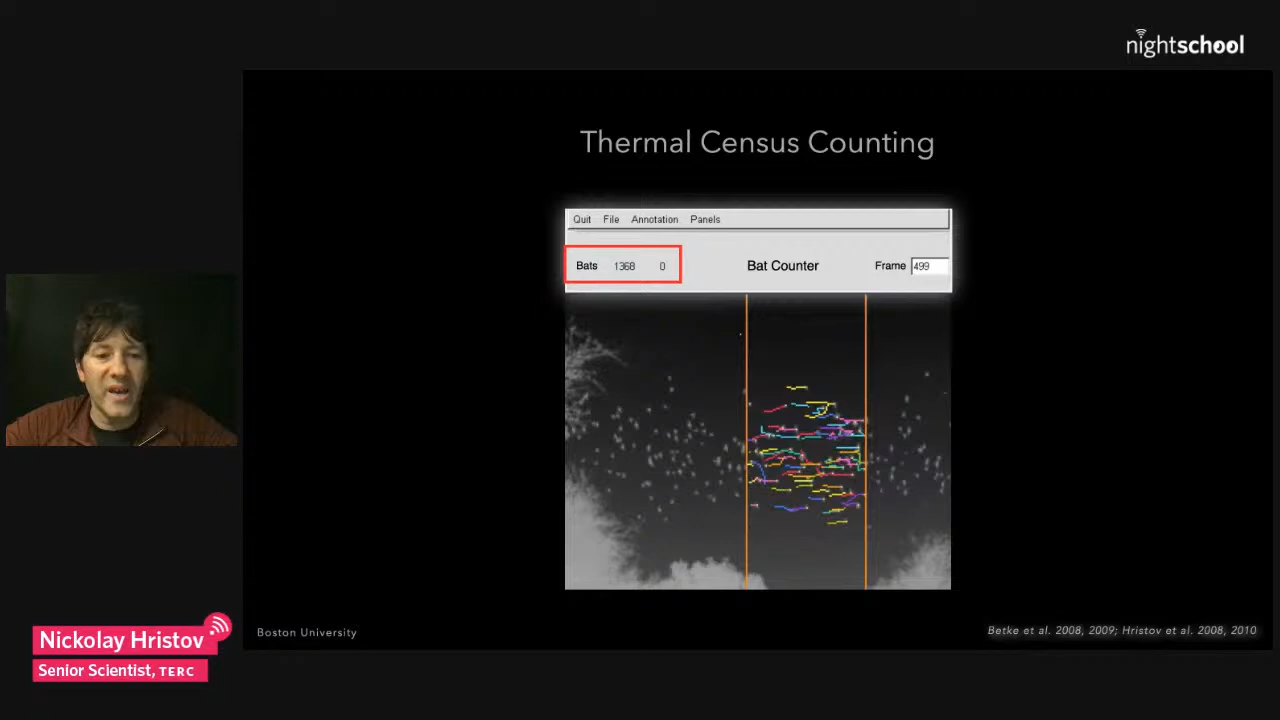 nightschool
Thermal Census Counting
Quit File Annotation Panels
Bats 1368 0 Bat Counter Frame 499
Nickolay Hristov
Senior Scientist, TERC
Boston University
Betke et al. 2008, 2009; Hristov et al. 2008, 2010